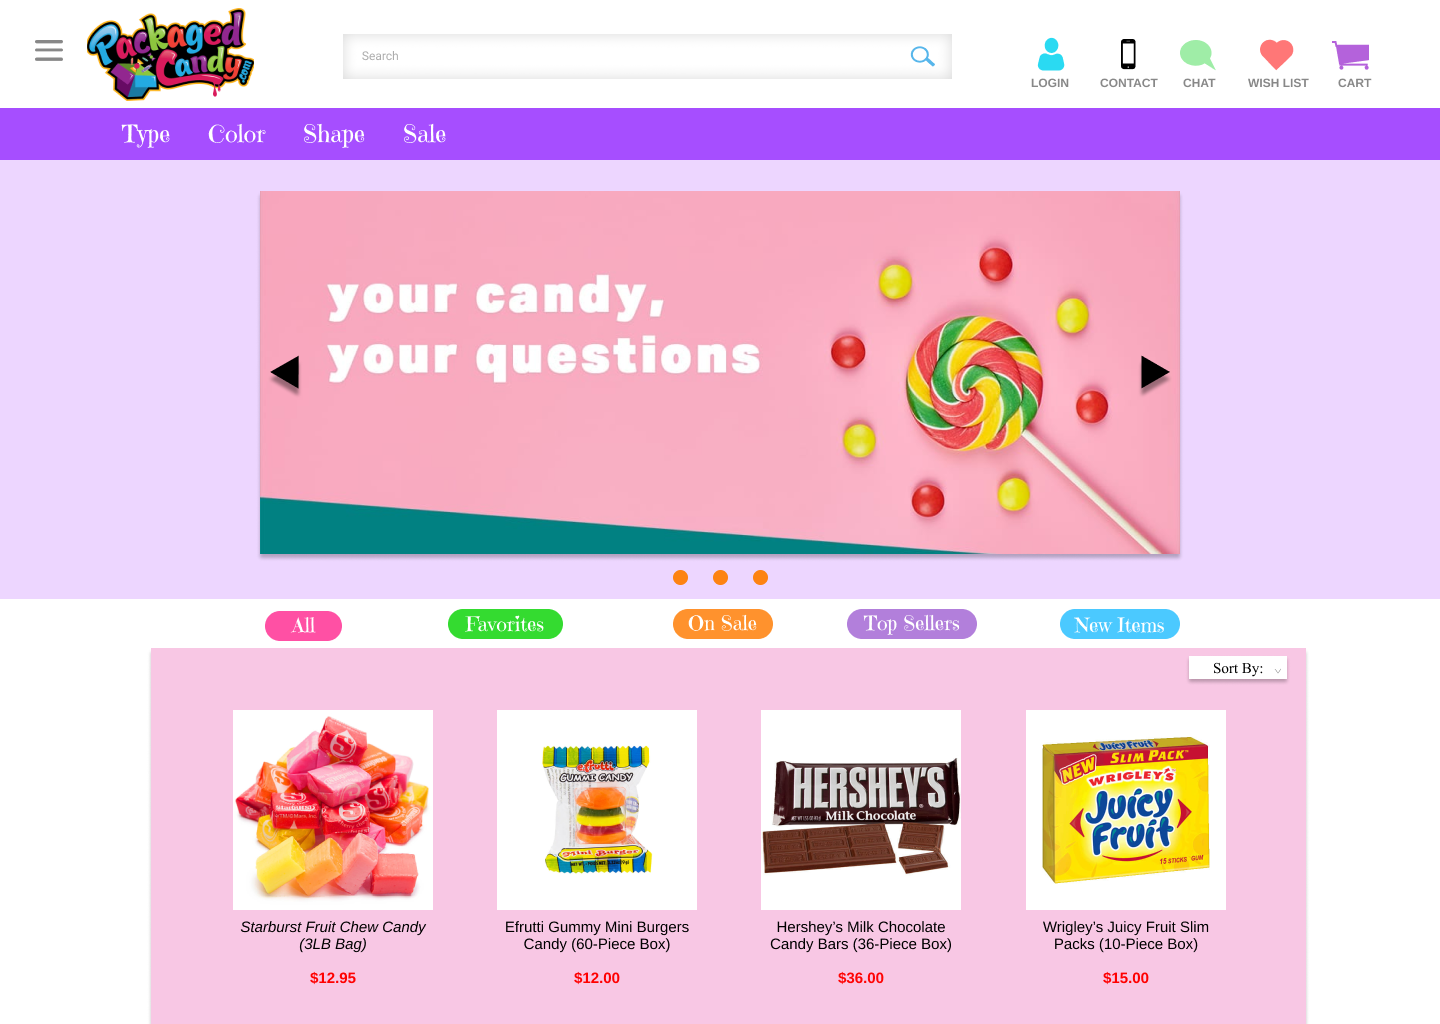 Packaged
Candy.com
Search
LOGIN
CONTACT
CHAT
WISH LIST
CART
Type
Color
Shape
Sale
your candy,
your questions
All
Favorites
On Sale
Top Sellers
New Items
Sort By:
efrutti
GUMMI CANDY
Mini Burger
HERSHEY'S
Milk Chocolate
Juicy Fruit
SLIM PACK™
NEW
WRIGLEY'S
Juicy
Fruit
15 STICKS GUM
Starburst Fruit Chew Candy
(3LB Bag)
$12.95
Efrutti Gummy Mini Burgers
Candy (60-Piece Box)
$12.00
Hershey’s Milk Chocolate
Candy Bars (36-Piece Box)
$36.00
Wrigley’s Juicy Fruit Slim
Packs (10-Piece Box)
$15.00